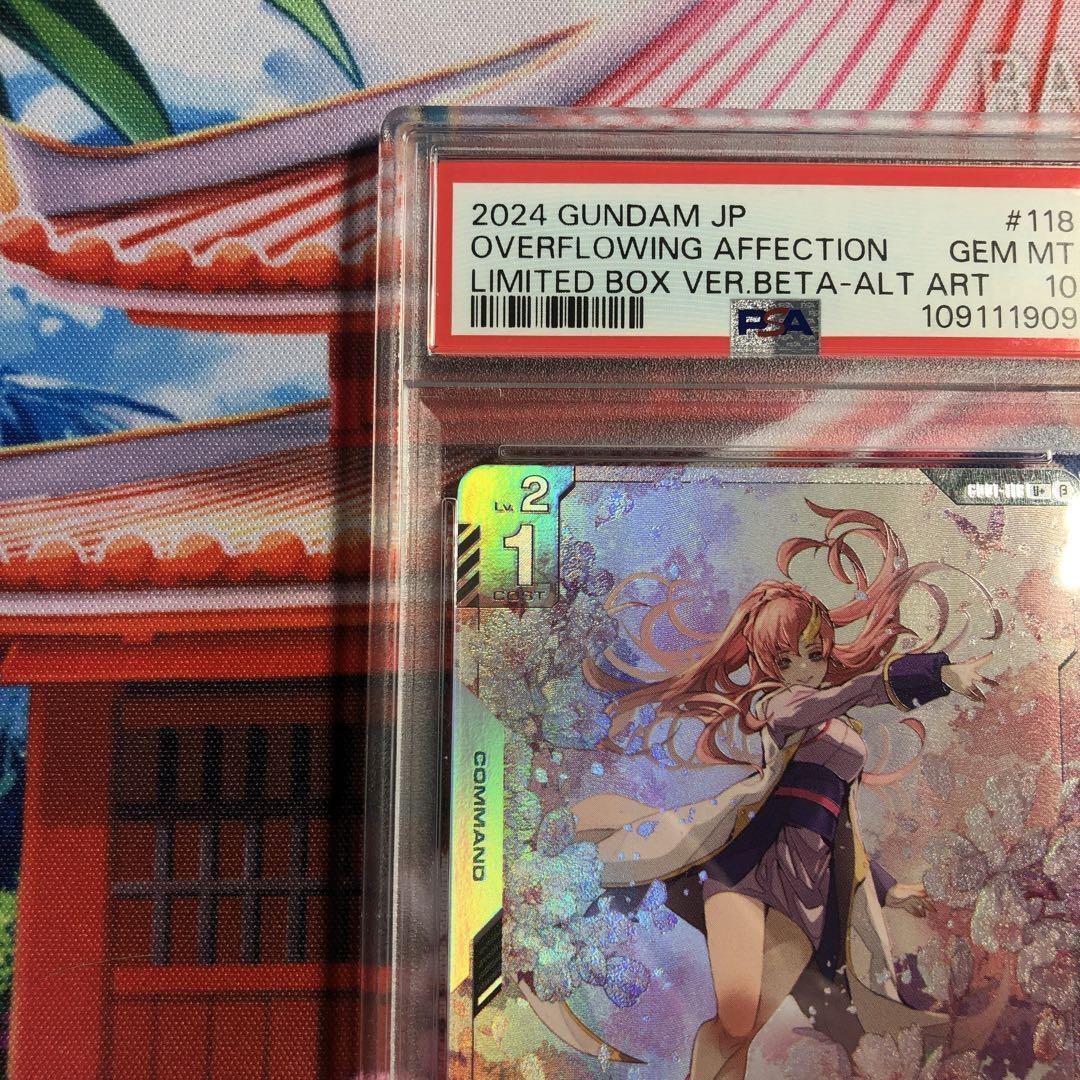 BA
2024 GUNDAM JP #118
OVERFLOWING AFFECTION GEM MT
LIMITED BOX VER.BETA-ALT ART 10
PSA 109111909
Lv. 2
1
COST
U+ β
COMMAND